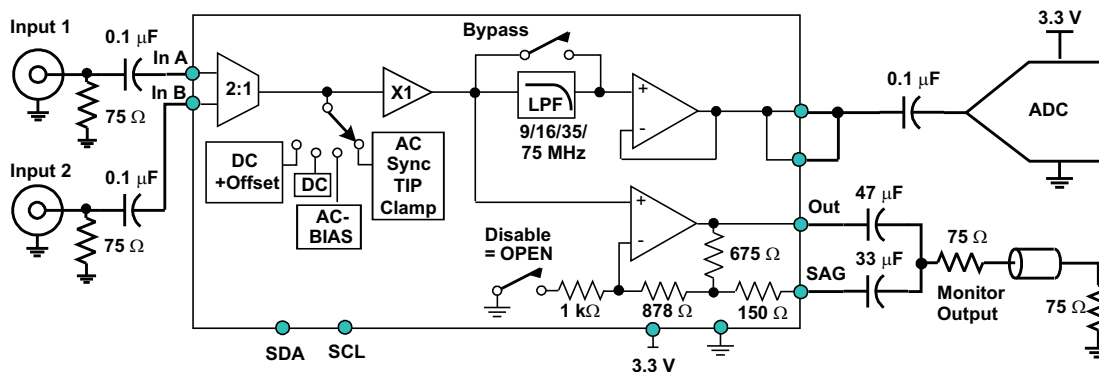 Input 1
0.1 µF
In A
In B
75 Ω
Input 2
0.1 µF
75 Ω
2:1
X1
Bypass
LPF
9/16/35/
75 MHz
+
-
DC
+Offset
DC
AC-
BIAS
AC
Sync
TIP
Clamp
+
-
Disable
= OPEN
1 kΩ
878 Ω
675 Ω
150 Ω
Out
SAG
47 µF
33 µF
75 Ω
Monitor
Output
75 Ω
0.1 µF
3.3 V
ADC
SDA
SCL
3.3 V